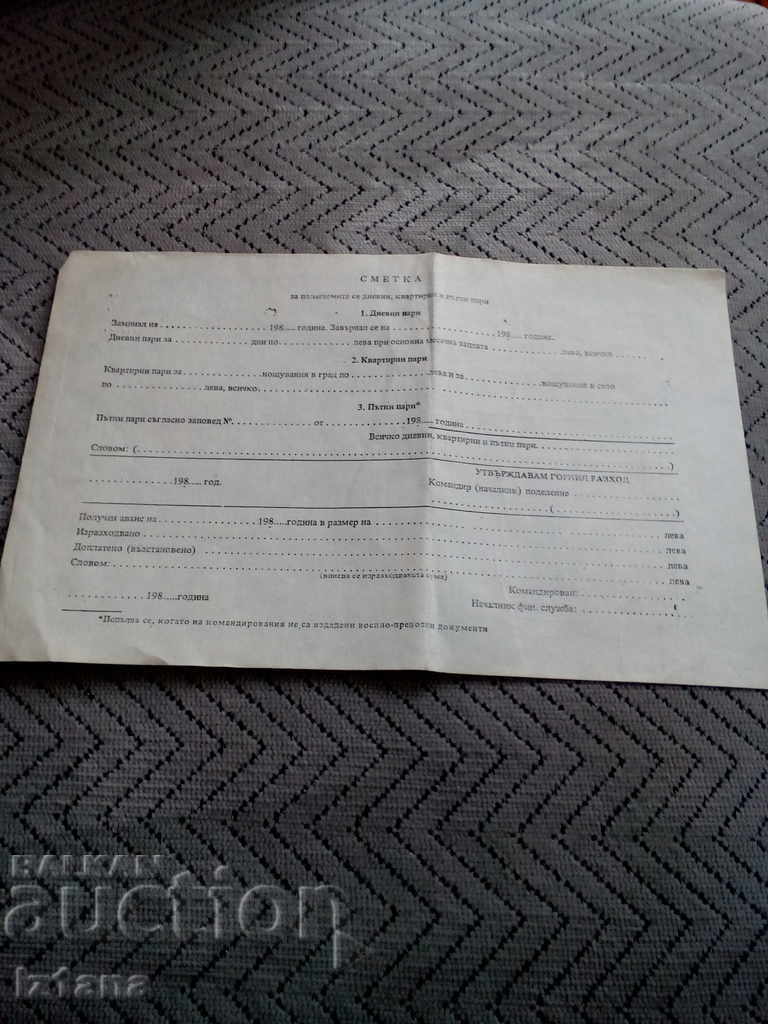 СМЕТКА
за полагаемите се дневни, квартирни и пътни пари
1. Дневни пари
Заминал на ........ 198..... година. Завърнал се на ........ 198..... година.
Дневни пари за ........ дни по ........ лева при основна месечна заплата ........ лева, всичко ........
2. Квартирни пари
Квартирни пари за ........ нощувания в град по ........ лева и за ........ нощувания в село
по ........ лева, всичко ........
3. Пътни пари*
Пътни пари съгласно заповед №. ........ от ........ 198..... година ........
Всичко дневни, квартирни и пътни пари. ........
Словом: ( ........ )
УТВЪРЖДАВАМ ГОРНИЯ РАЗХОД
........ 198..... год.
Командир (началник) поделение ........
( ........ )
Получен аванс на ........ 198..... година в размер на ........ лева
Изразходвано ........ лева
Доплатено (възстановено) ........ лева
Словом: ........ лева
(вписва се изразходваната сума)
Командирован: ........
........ 198..... година
Началник фин. служба: ........
*Попълва се, когато на командирования не са издадени военно-превозни документи
BALKAN
auction
Iziana